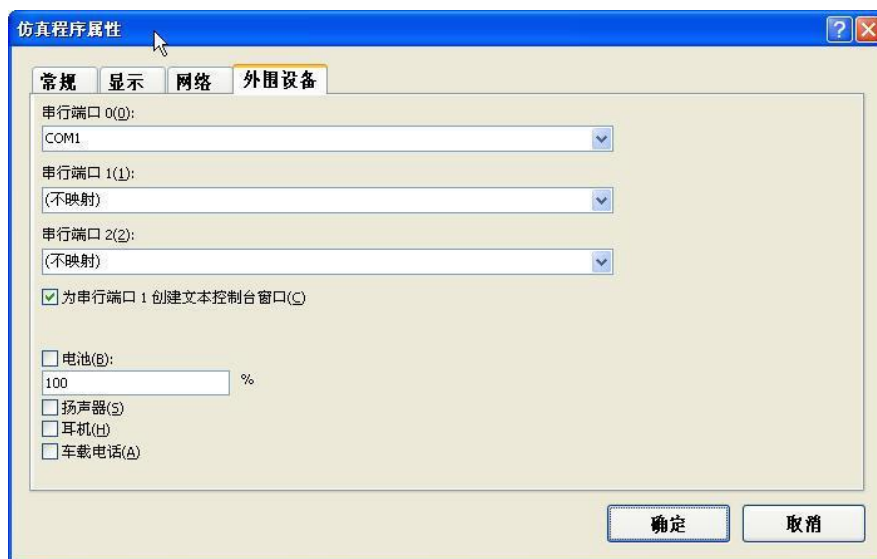 仿真程序属性
常规 显示 网络 外围设备
串行端口 0(0):
COM1
串行端口 1(1):
(不映射)
串行端口 2(2):
(不映射)
为串行端口 1 创建文本控制台窗口(C)
电池(B):
100 %
扬声器(S)
耳机(H)
车载电话(A)
确定 取消